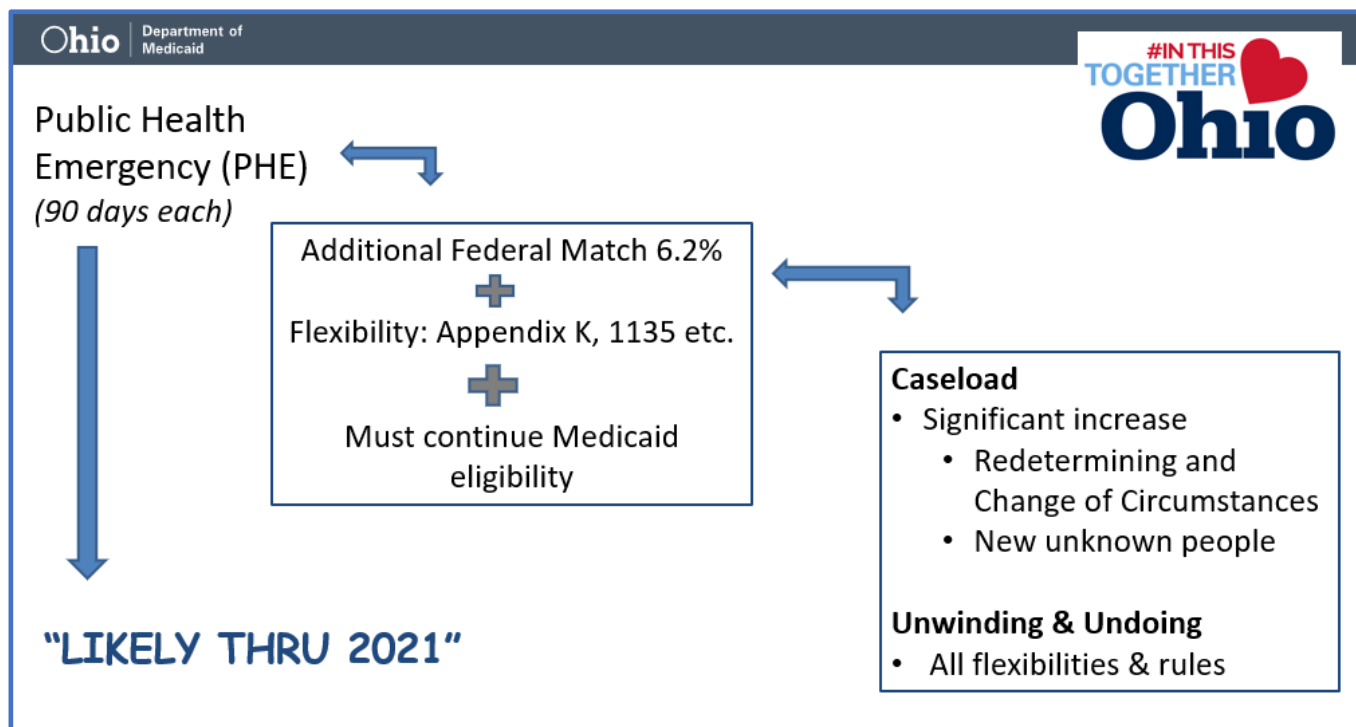 Ohio
Department of
Medicaid
#IN THIS
TOGETHER
Ohio
Public Health
Emergency (PHE)
(90 days each)
Additional Federal Match 6.2%
Flexibility: Appendix K, 1135 etc.
Must continue Medicaid
eligibility
Caseload
• Significant increase
• Redetermining and
Change of Circumstances
• New unknown people
Unwinding & Undoing
• All flexibilities & rules
“LIKELY THRU 2021”